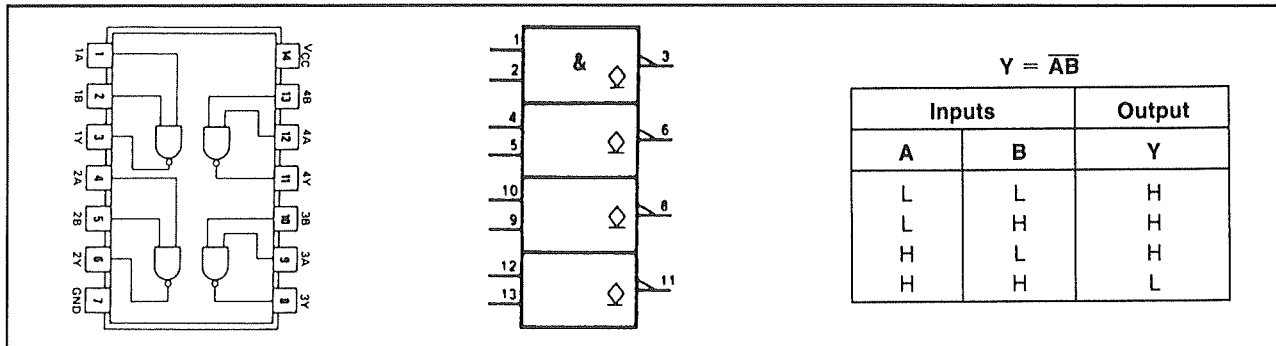 1A 1
1B 2
1Y 3
2A 4
2B 5
2Y 6
GND 7
14 VCC
13 4B
12 4A
11 4Y
10 3B
9 3A
8 3Y
1
2
&
3
4
5
6
10
9
8
12
13
11
Y = A̅B̅
Inputs Output
A B Y
L L H
L H H
H L H
H H L